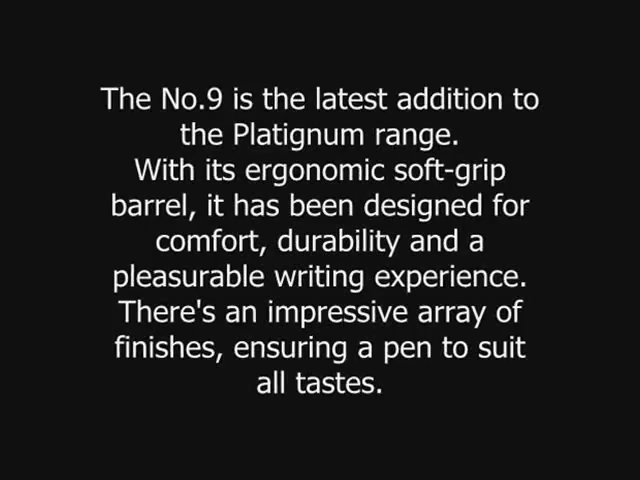 The No.9 is the latest addition to
the Platignum range.
With its ergonomic soft-grip
barrel, it has been designed for
comfort, durability and a
pleasurable writing experience.
There's an impressive array of
finishes, ensuring a pen to suit
all tastes.